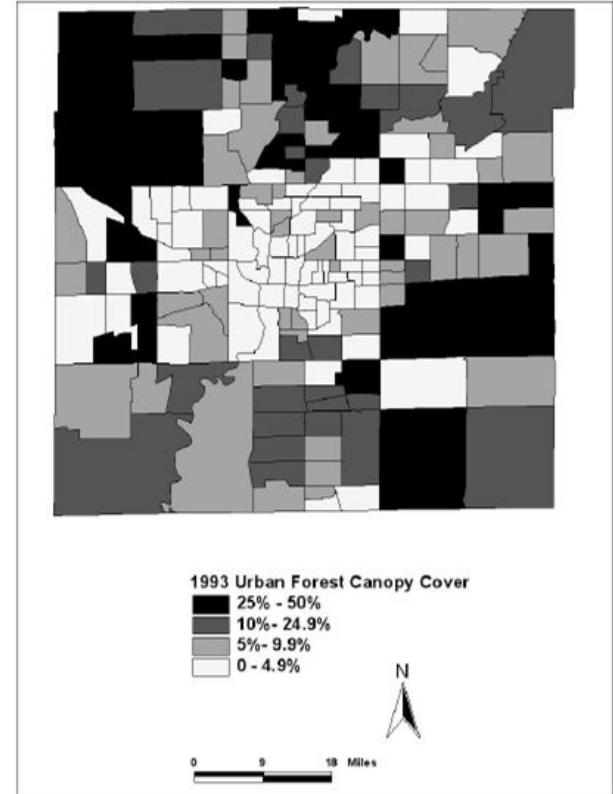 1993 Urban Forest Canopy Cover
25% - 50%
10%- 24.9%
5%- 9.9%
0 - 4.9%
N
0 9 18 Miles